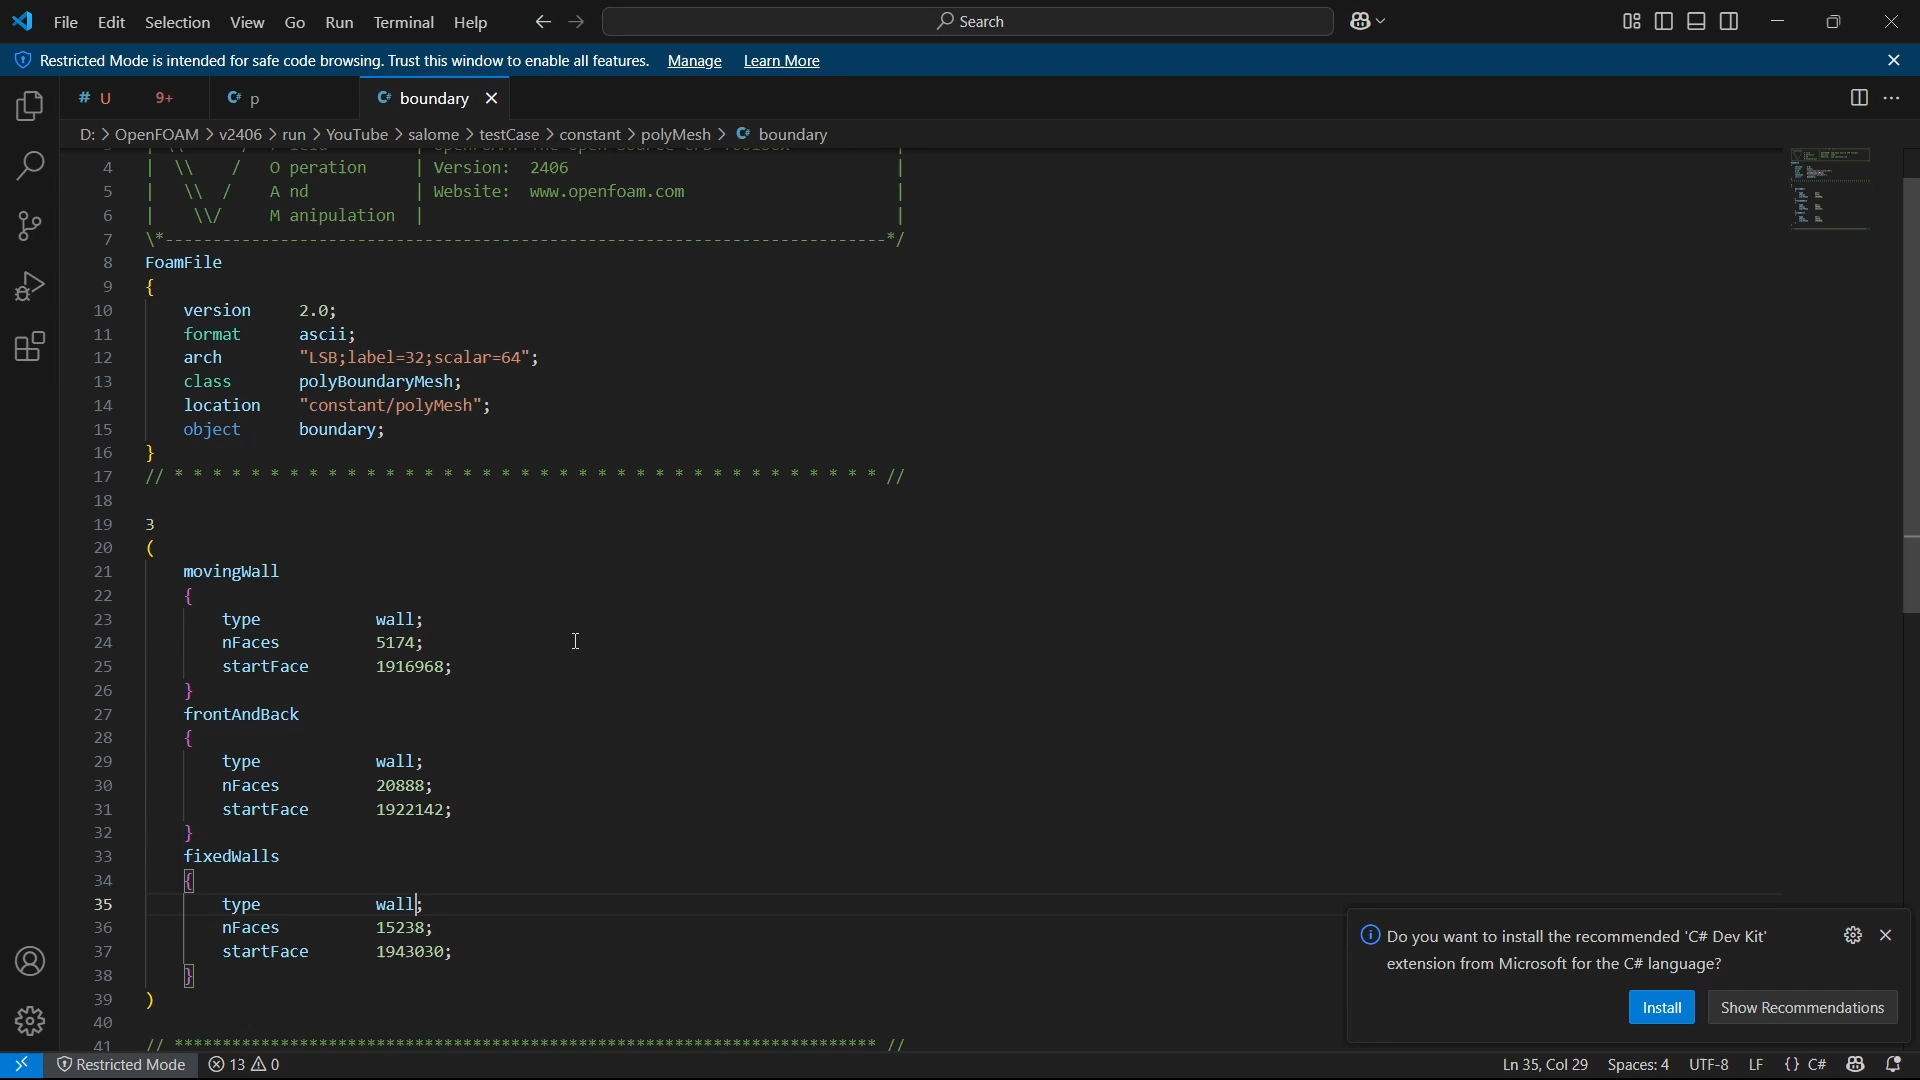 File Edit Selection View Go Run Terminal Help Search
Restricted Mode is intended for safe code browsing. Trust this window to enable all features. Manage Learn More
# U 9+ C# p C# boundary
D: > OpenFOAM > v2406 > run > YouTube > salome > testCase > constant > polyMesh > C# boundary
4 | \\ / O peration | Version: 2406 |
5 | \\ / A nd | Website: www.openfoam.com |
6 | \\/ M anipulation | |
7 \*---------------------------------------------------------------------------*/
8 FoamFile
9 {
10 version 2.0;
11 format ascii;
12 arch "LSB;label=32;scalar=64";
13 class polyBoundaryMesh;
14 location "constant/polyMesh";
15 object boundary;
16 }
17 // * * * * * * * * * * * * * * * * * * * * * * * * * * * * * * * * * * * * * //
18
19 3
20 (
21 movingWall
22 {
23 type wall;
24 nFaces 5174;
25 startFace 1916968;
26 }
27 frontAndBack
28 {
29 type wall;
30 nFaces 20888;
31 startFace 1922142;
32 }
33 fixedWalls
34 {
35 type wall;
36 nFaces 15238;
37 startFace 1943030;
38 }
39 )
40
41 // ************************************************************************* //
Do you want to install the recommended 'C# Dev Kit'
extension from Microsoft for the C# language?
Install Show Recommendations
Restricted Mode 13 0 Ln 35, Col 29 Spaces: 4 UTF-8 LF {} C#